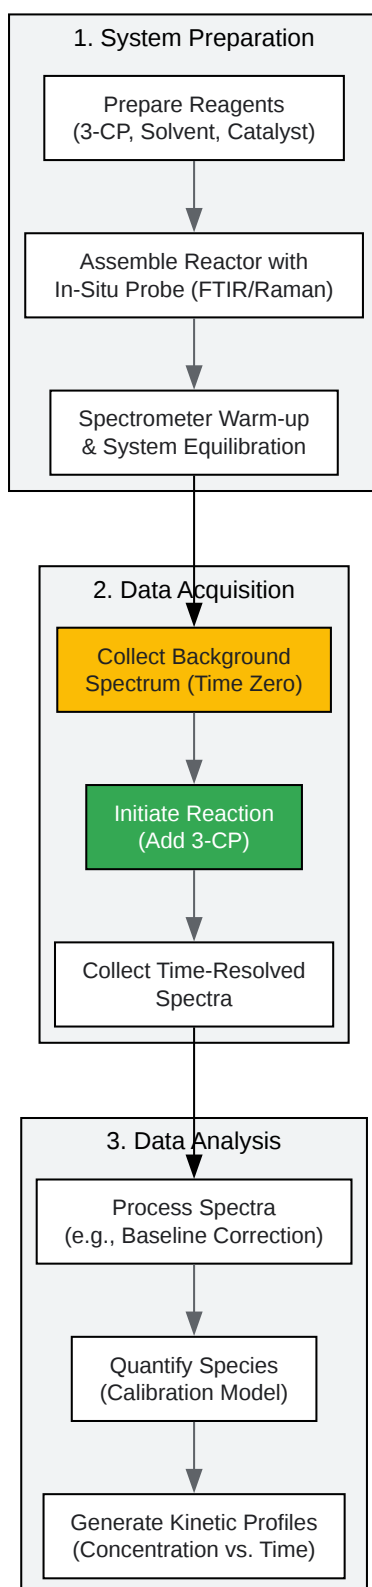 1. System Preparation
Prepare Reagents
(3-CP, Solvent, Catalyst)
Assemble Reactor with
In-Situ Probe (FTIR/Raman)
Spectrometer Warm-up
& System Equilibration
2. Data Acquisition
Collect Background
Spectrum (Time Zero)
Initiate Reaction
(Add 3-CP)
Collect Time-Resolved
Spectra
3. Data Analysis
Process Spectra
(e.g., Baseline Correction)
Quantify Species
(Calibration Model)
Generate Kinetic Profiles
(Concentration vs. Time)